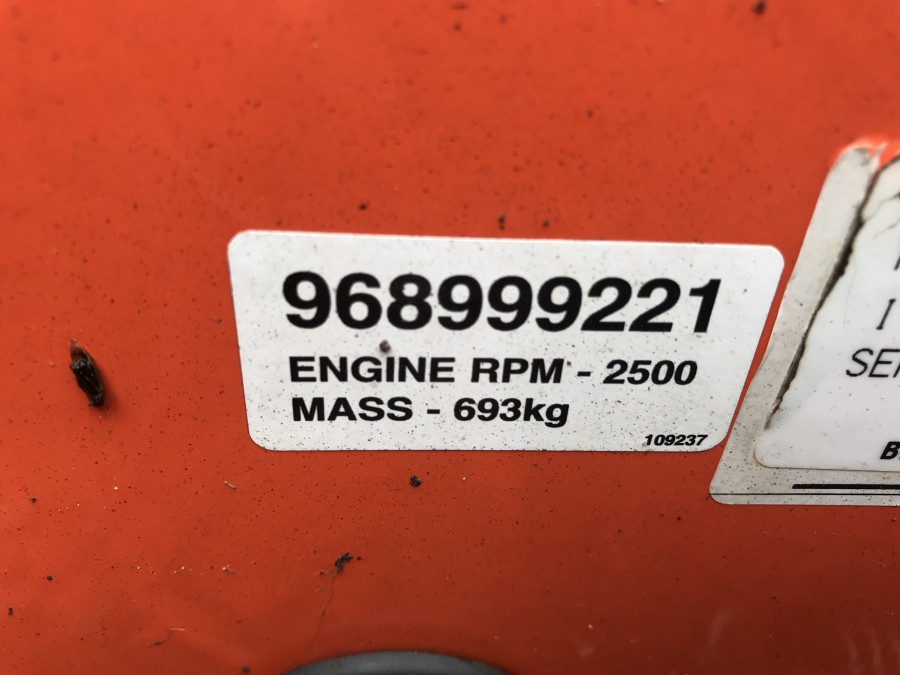 968999221
ENGINE RPM - 2500
MASS - 693kg
109237